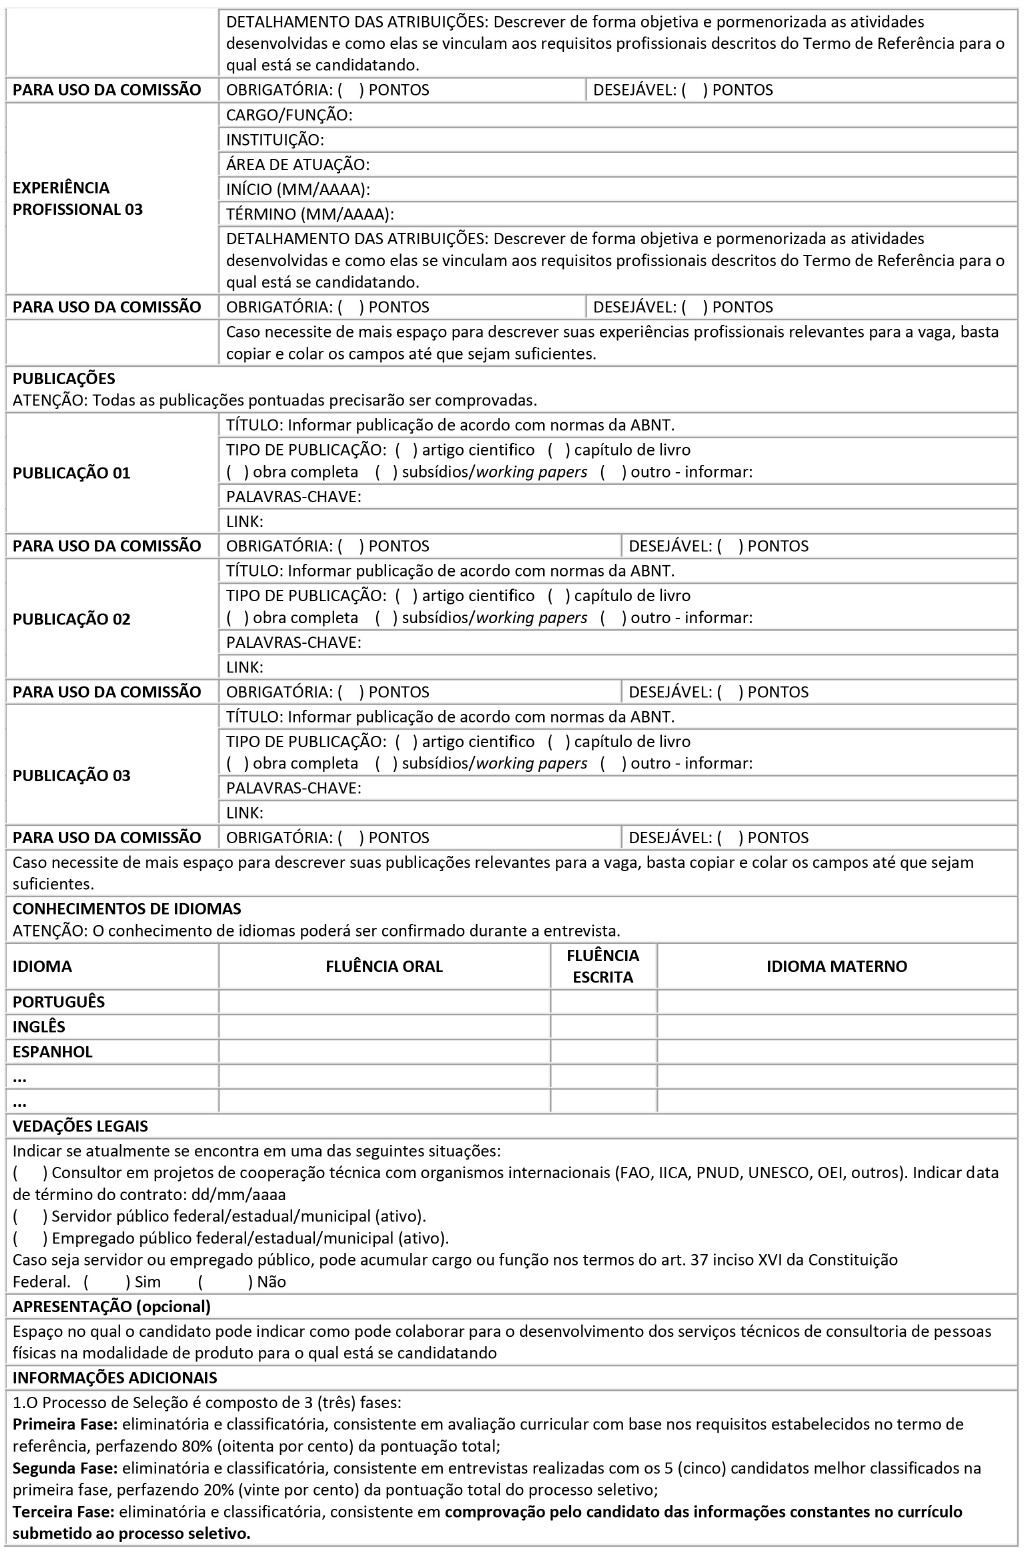 DETALHAMENTO DAS ATRIBUIÇÕES: Descrever de forma objetiva e pormenorizada as atividades
desenvolvidas e como elas se vinculam aos requisitos profissionais descritos do Termo de Referência para o
qual está se candidatando.
PARA USO DA COMISSÃO OBRIGATÓRIA: ( ) PONTOS DESEJÁVEL: ( ) PONTOS
CARGO/FUNÇÃO:
INSTITUIÇÃO:
ÁREA DE ATUAÇÃO:
EXPERIÊNCIA
PROFISSIONAL 03
INÍCIO (MM/AAAA):
TÉRMINO (MM/AAAA):
DETALHAMENTO DAS ATRIBUIÇÕES: Descrever de forma objetiva e pormenorizada as atividades
desenvolvidas e como elas se vinculam aos requisitos profissionais descritos do Termo de Referência para o
qual está se candidatando.
PARA USO DA COMISSÃO OBRIGATÓRIA: ( ) PONTOS DESEJÁVEL: ( ) PONTOS
Caso necessite de mais espaço para descrever suas experiências profissionais relevantes para a vaga, basta
copiar e colar os campos até que sejam suficientes.
PUBLICAÇÕES
ATENÇÃO: Todas as publicações pontuadas precisarão ser comprovadas.
PUBLICAÇÃO 01
TÍTULO: Informar publicação de acordo com normas da ABNT.
TIPO DE PUBLICAÇÃO: ( ) artigo cientifico ( ) capítulo de livro
( ) obra completa ( ) subsídios/working papers ( ) outro - informar:
PALAVRAS-CHAVE:
LINK:
PARA USO DA COMISSÃO OBRIGATÓRIA: ( ) PONTOS DESEJÁVEL: ( ) PONTOS
PUBLICAÇÃO 02
TÍTULO: Informar publicação de acordo com normas da ABNT.
TIPO DE PUBLICAÇÃO: ( ) artigo cientifico ( ) capítulo de livro
( ) obra completa ( ) subsídios/working papers ( ) outro - informar:
PALAVRAS-CHAVE:
LINK:
PARA USO DA COMISSÃO OBRIGATÓRIA: ( ) PONTOS DESEJÁVEL: ( ) PONTOS
PUBLICAÇÃO 03
TÍTULO: Informar publicação de acordo com normas da ABNT.
TIPO DE PUBLICAÇÃO: ( ) artigo cientifico ( ) capítulo de livro
( ) obra completa ( ) subsídios/working papers ( ) outro - informar:
PALAVRAS-CHAVE:
LINK:
PARA USO DA COMISSÃO OBRIGATÓRIA: ( ) PONTOS DESEJÁVEL: ( ) PONTOS
Caso necessite de mais espaço para descrever suas publicações relevantes para a vaga, basta copiar e colar os campos até que sejam
suficientes.
CONHECIMENTOS DE IDIOMAS
ATENÇÃO: O conhecimento de idiomas poderá ser confirmado durante a entrevista.
IDIOMA FLUÊNCIA ORAL FLUÊNCIA ESCRITA IDIOMA MATERNO
PORTUGUÊS
INGLÊS
ESPANHOL
...
...
VEDAÇÕES LEGAIS
Indicar se atualmente se encontra em uma das seguintes situações:
( ) Consultor em projetos de cooperação técnica com organismos internacionais (FAO, IICA, PNUD, UNESCO, OEI, outros). Indicar data
de término do contrato: dd/mm/aaaa
( ) Servidor público federal/estadual/municipal (ativo).
( ) Empregado público federal/estadual/municipal (ativo).
Caso seja servidor ou empregado público, pode acumular cargo ou função nos termos do art. 37 inciso XVI da Constituição
Federal. ( ) Sim ( ) Não
APRESENTAÇÃO (opcional)
Espaço no qual o candidato pode indicar como pode colaborar para o desenvolvimento dos serviços técnicos de consultoria de pessoas
físicas na modalidade de produto para o qual está se candidatando
INFORMAÇÕES ADICIONAIS
1.O Processo de Seleção é composto de 3 (três) fases:
Primeira Fase: eliminatória e classificatória, consistente em avaliação curricular com base nos requisitos estabelecidos no termo de
referência, perfazendo 80% (oitenta por cento) da pontuação total;
Segunda Fase: eliminatória e classificatória, consistente em entrevistas realizadas com os 5 (cinco) candidatos melhor classificados na
primeira fase, perfazendo 20% (vinte por cento) da pontuação total do processo seletivo;
Terceira Fase: eliminatória e classificatória, consistente em comprovação pelo candidato das informações constantes no currículo
submetido ao processo seletivo.